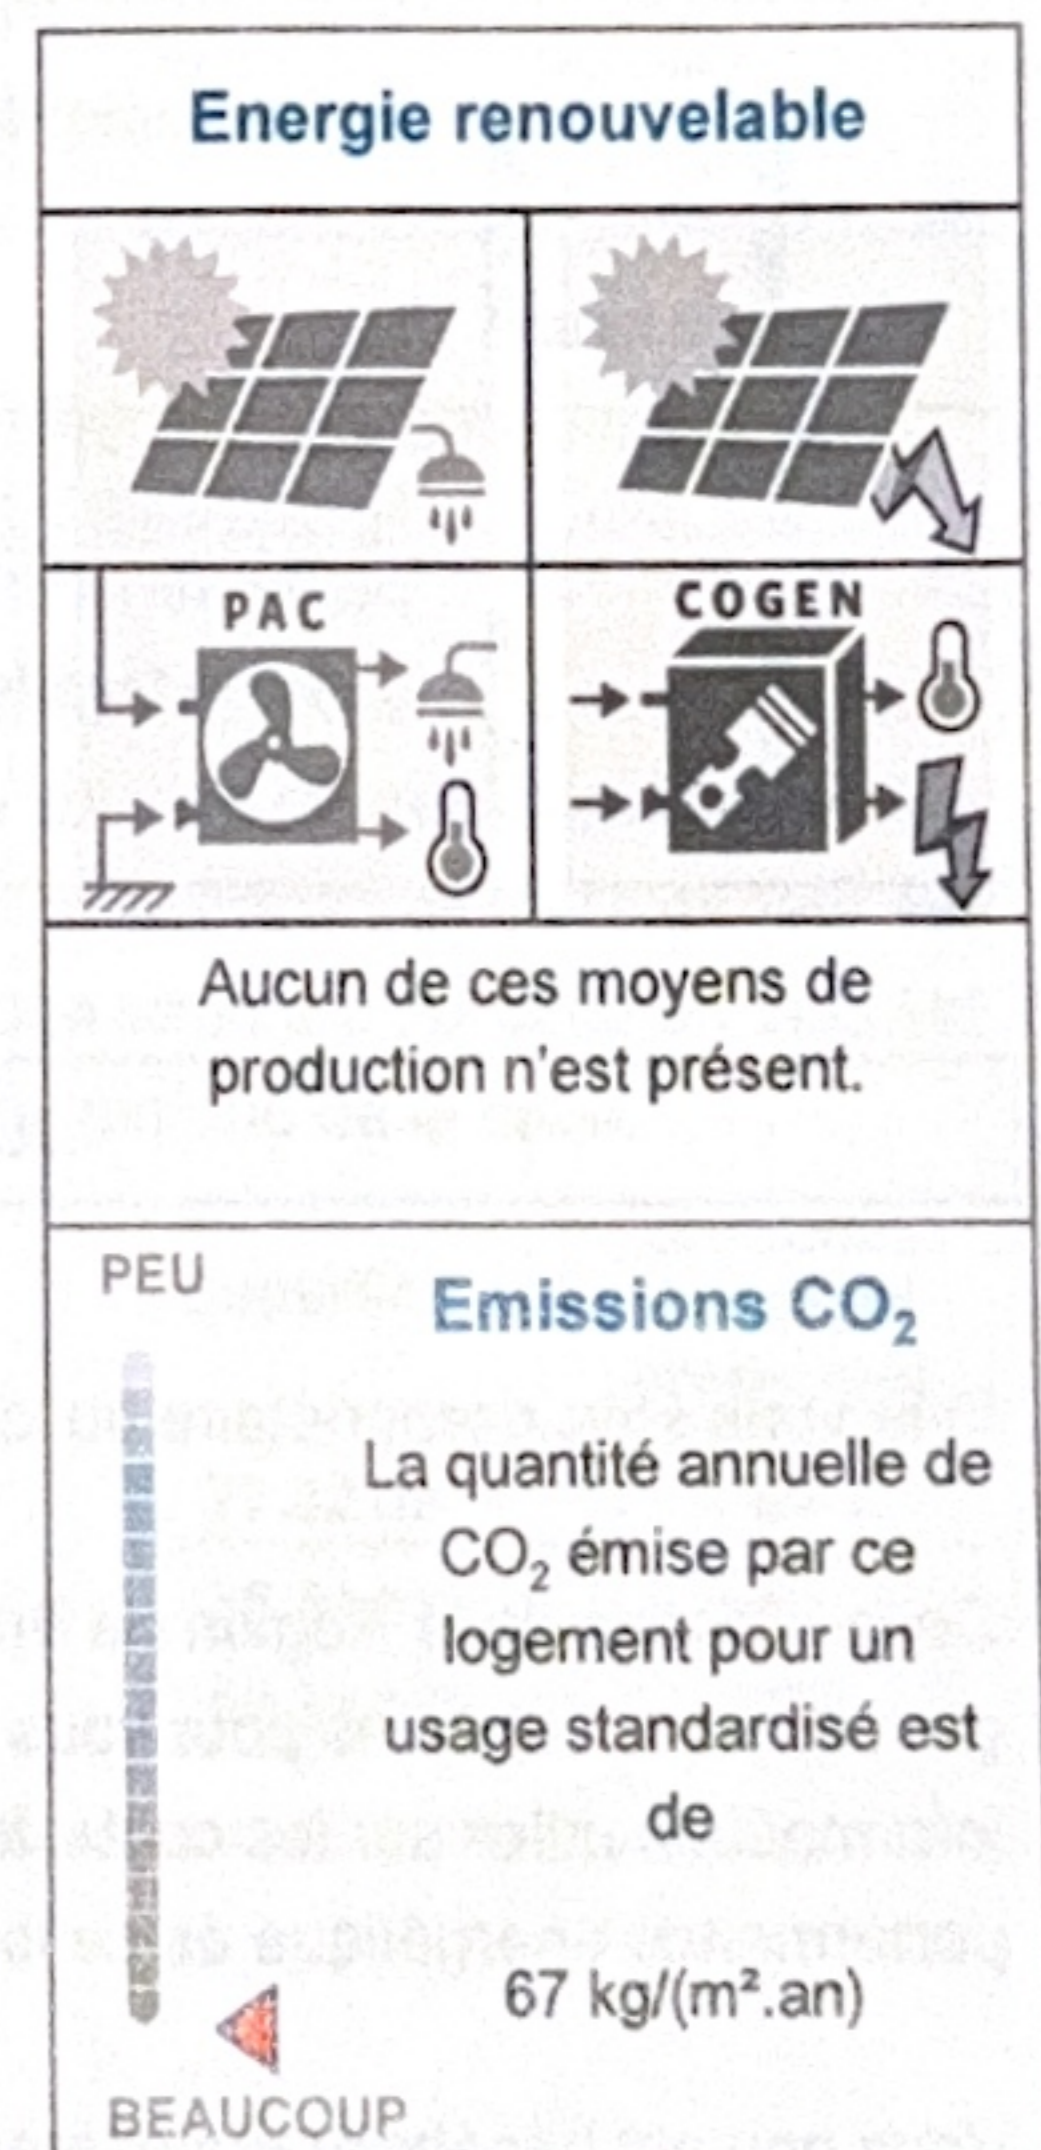 Energie renouvelable
PAC
COGEN
Aucun de ces moyens de
production n'est présent.
PEU
Emissions CO₂
La quantité annuelle de
CO₂ émise par ce
logement pour un
usage standardisé est
de
67 kg/(m².an)
BEAUCOUP